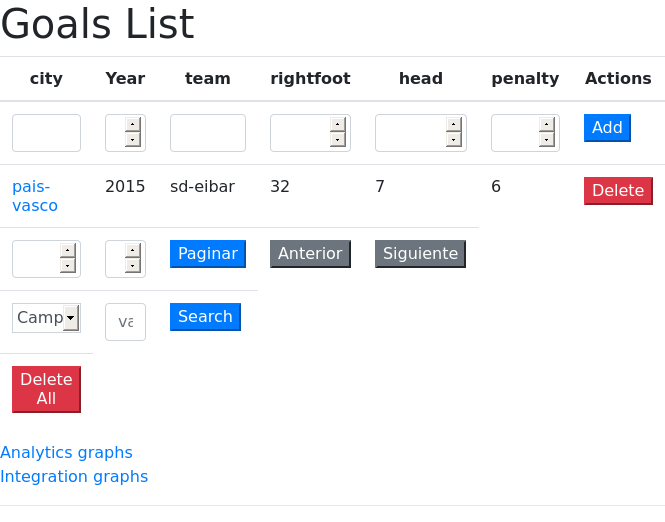 Goals List
city Year team rightfoot head penalty Actions
Add
pais-vasco 2015 sd-eibar 32 7 6 Delete
Paginar Anterior Siguiente
Camp va Search
Delete All
Analytics graphs
Integration graphs